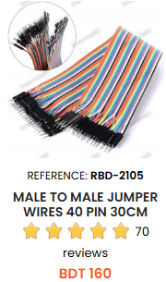 REFERENCE: RBD-2105
MALE TO MALE JUMPER
WIRES 40 PIN 30CM
70
reviews
BDT 160